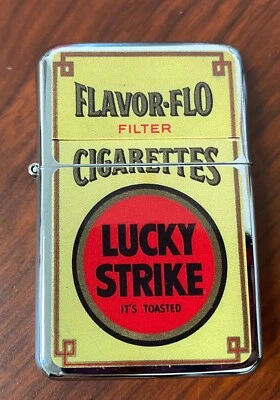 FLAVOR·FLO
FILTER
CIGARETTES
LUCKY
STRIKE
IT'S TOASTED